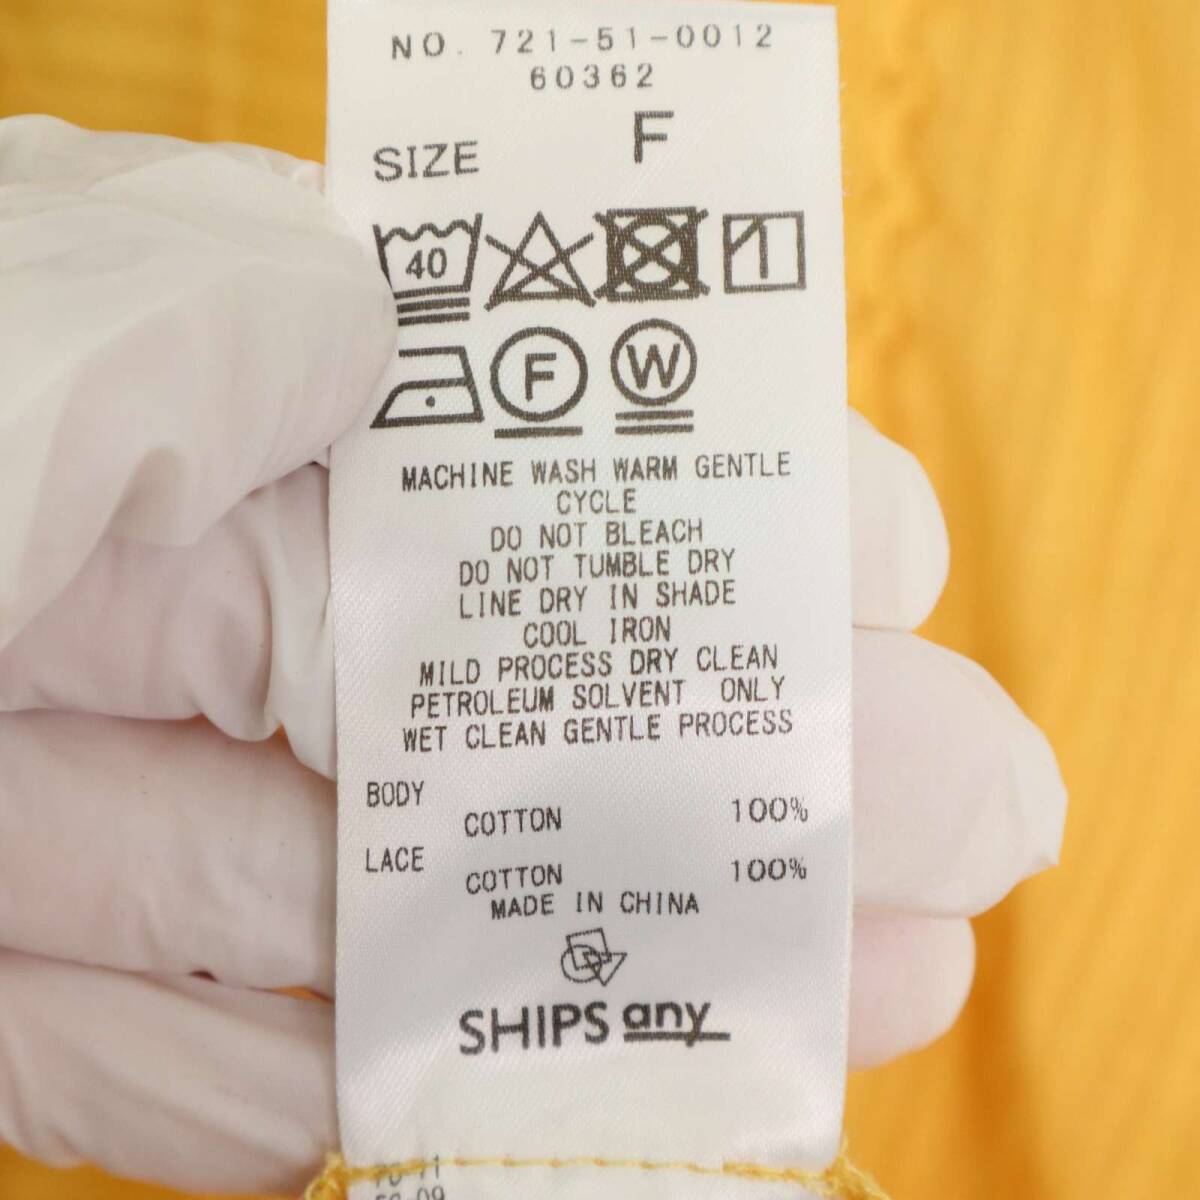 NO. 721-51-0012
60362
SIZE F
40
F W
MACHINE WASH WARM GENTLE
CYCLE
DO NOT BLEACH
DO NOT TUMBLE DRY
LINE DRY IN SHADE
COOL IRON
MILD PROCESS DRY CLEAN
PETROLEUM SOLVENT ONLY
WET CLEAN GENTLE PROCESS
BODY
COTTON 100%
LACE
COTTON 100%
MADE IN CHINA
SHIPS any